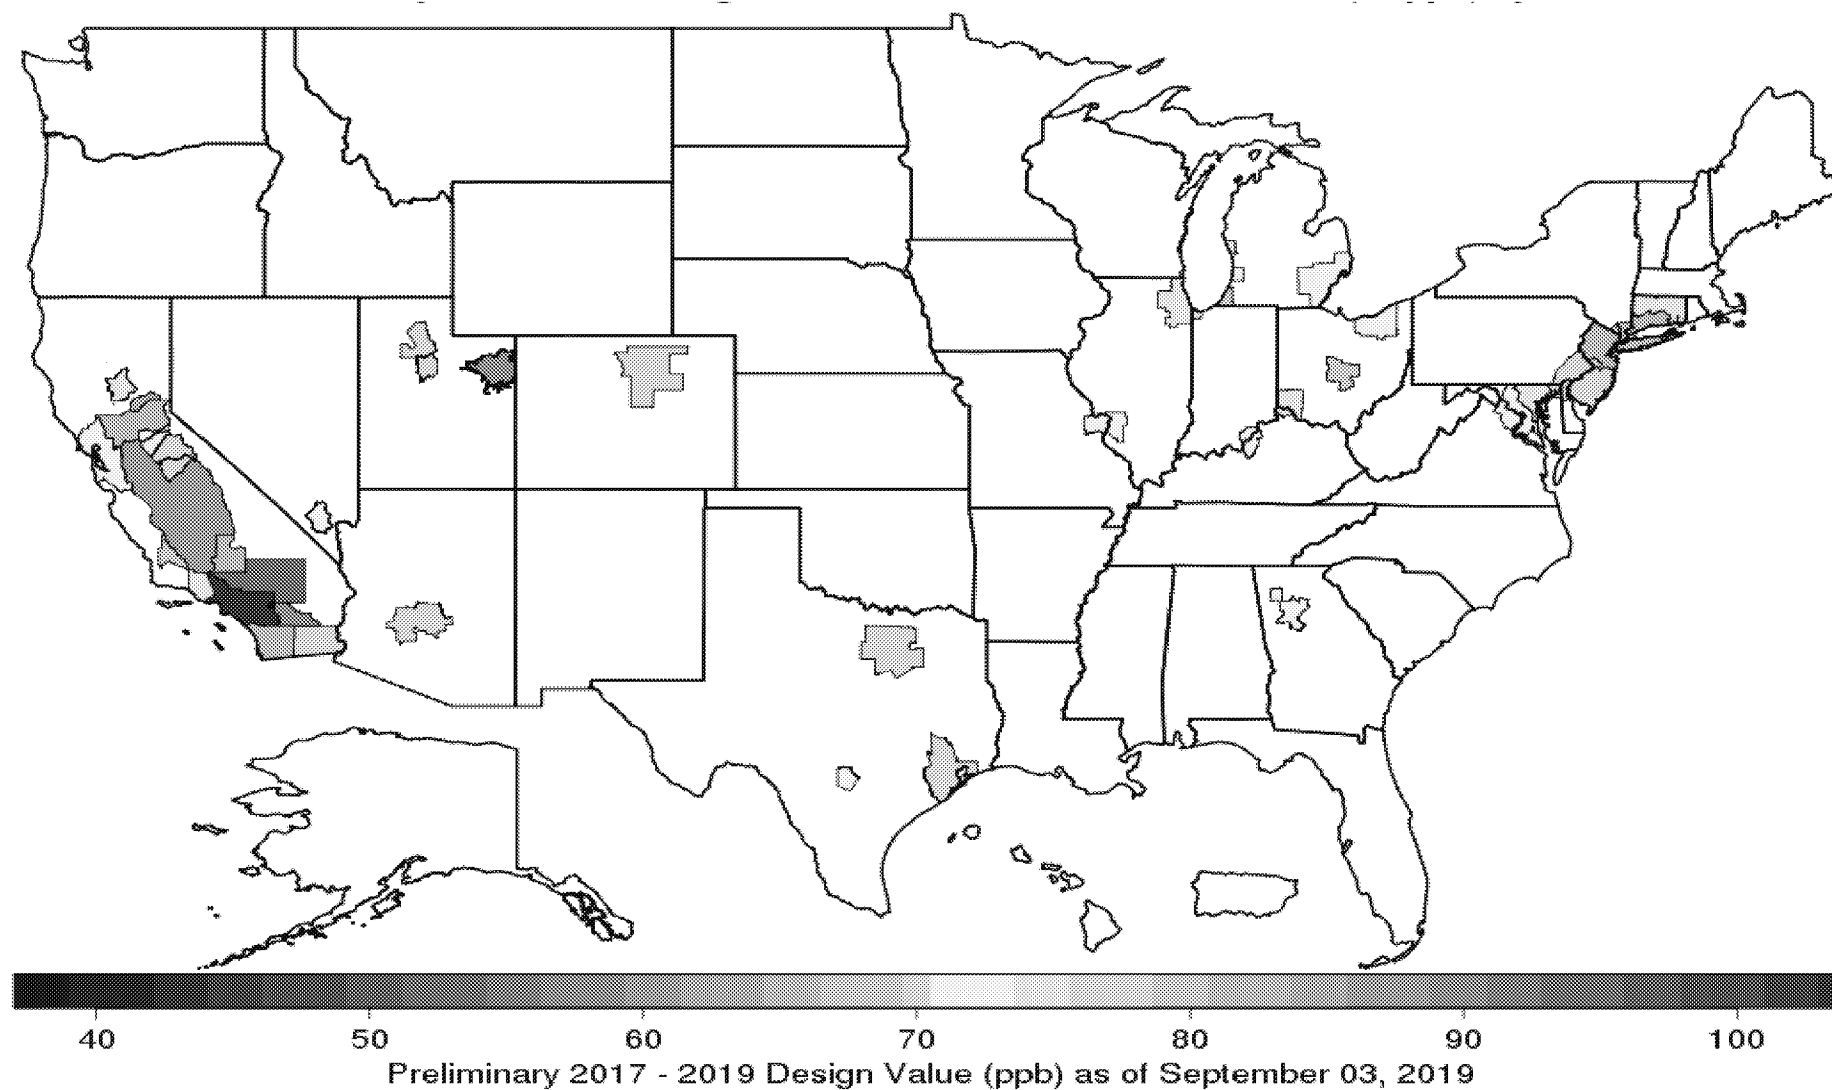 40 50 60 70 80 90 100
Preliminary 2017 - 2019 Design Value (ppb) as of September 03, 2019